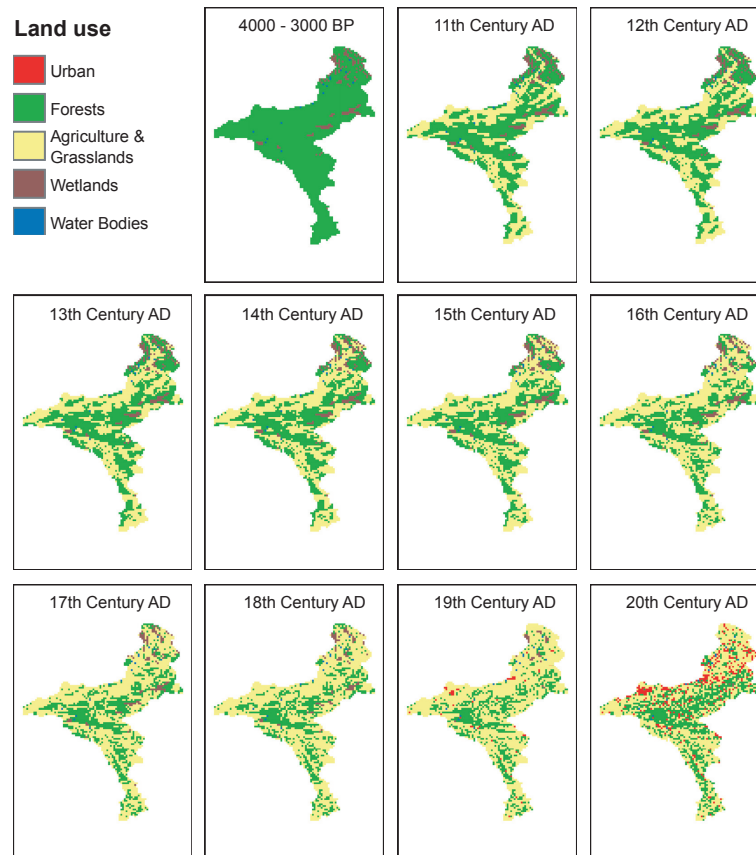 Land use
Urban
Forests
Agriculture &
Grasslands
Wetlands
Water Bodies
4000 - 3000 BP
11th Century AD
12th Century AD
13th Century AD
14th Century AD
15th Century AD
16th Century AD
17th Century AD
18th Century AD
19th Century AD
20th Century AD